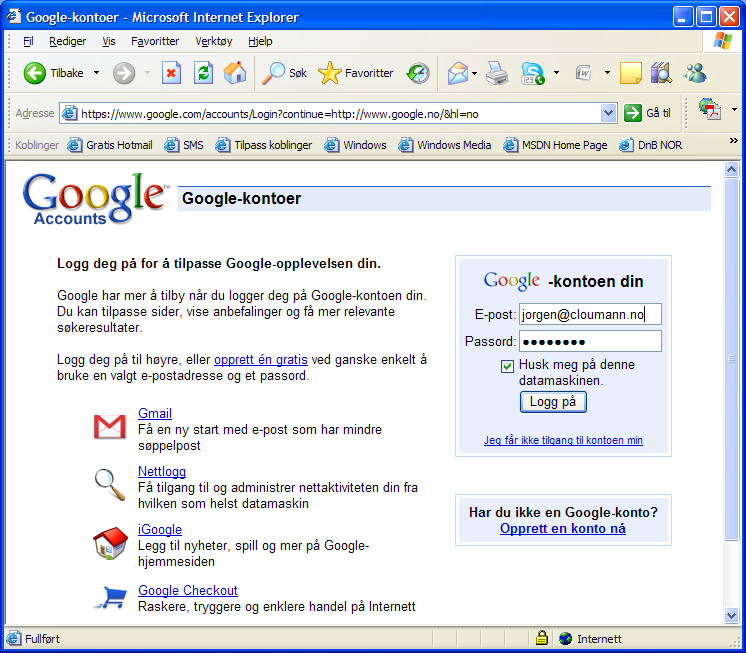 Google-kontoer - Microsoft Internet Explorer
Fil Rediger Vis Favoritter Verktøy Hjelp
Tilbake Søk Favoritter
Adresse https://www.google.com/accounts/Login?continue=http://www.google.no/&hl=no Gå til
Koblinger Gratis Hotmail SMS Tilpass koblinger Windows Windows Media MSDN Home Page DnB NOR »
Google™
Accounts
Google-kontoer
Logg deg på for å tilpasse Google-opplevelsen din.
Google har mer å tilby når du logger deg på Google-kontoen din.
Du kan tilpasse sider, vise anbefalinger og få mer relevante
søkeresultater.
Logg deg på til høyre, eller opprett én gratis ved ganske enkelt å
bruke en valgt e-postadresse og et passord.
Gmail
Få en ny start med e-post som har mindre
søppelpost
Nettlogg
Få tilgang til og administrer nettaktiviteten din fra
hvilken som helst datamaskin
iGoogle
Legg til nyheter, spill og mer på Google-
hjemmesiden
Google Checkout
Raskere, tryggere og enklere handel på Internett
Google -kontoen din
E-post: jorgen@cloumann.no
Passord: ●●●●●●●●
Husk meg på denne
datamaskinen.
Logg på
Jeg får ikke tilgang til kontoen min
Har du ikke en Google-konto?
Opprett en konto nå
Fullført Internett